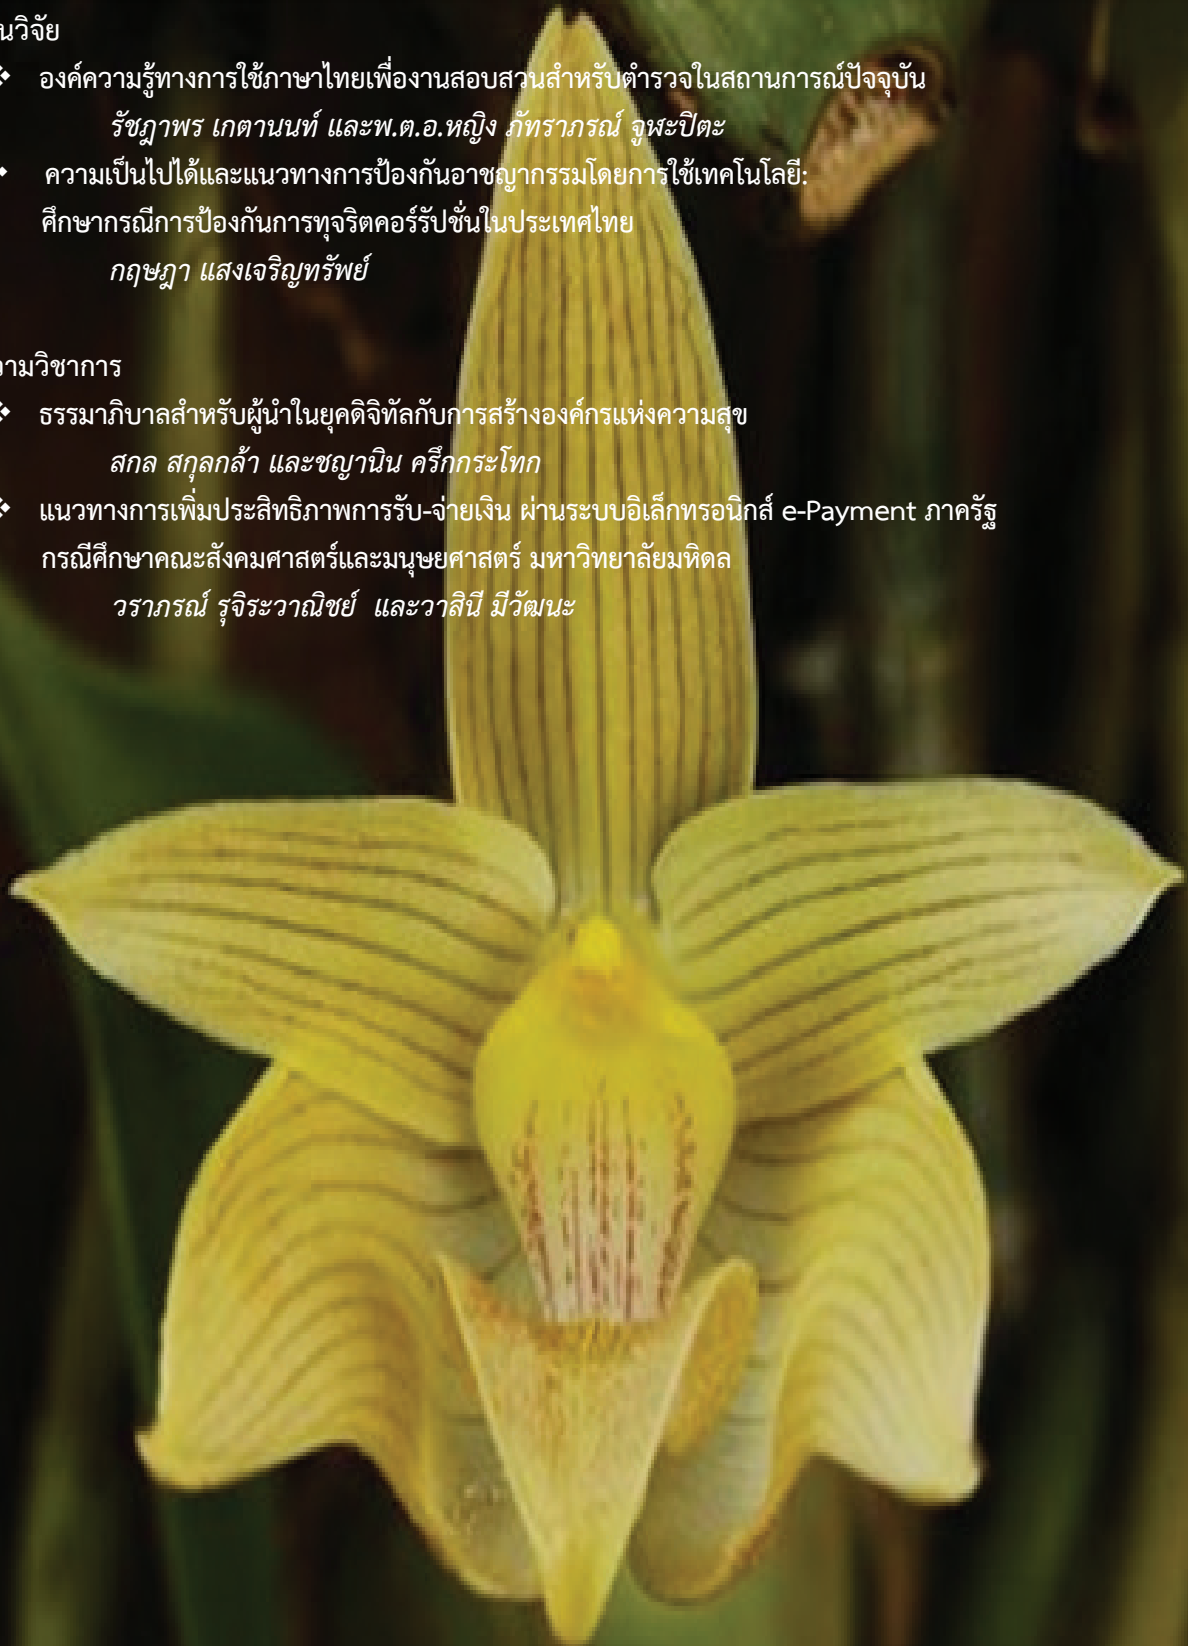 นวิจัย
❖ องค์ความรู้ทางการใช้ภาษาไทยเพื่องานสอบสวนสำหรับตำรวจในสถานการณ์ปัจจุบัน
รัชฎาพร เกตานนท์ และพ.ต.อ.หญิง ภัทราภรณ์ จูฬะปิตะ
❖ ความเป็นไปได้และแนวทางการป้องกันอาชญากรรมโดยการใช้เทคโนโลยี:
ศึกษากรณีการป้องกันการทุจริตคอร์รัปชั่นในประเทศไทย
กฤษฎา แสงเจริญทรัพย์
วามวิชาการ
❖ ธรรมาภิบาลสำหรับผู้นำในยุคดิจิทัลกับการสร้างองค์กรแห่งความสุข
สกล สกุลกล้า และชญานิน ครึกกระโทก
❖ แนวทางการเพิ่มประสิทธิภาพการรับ-จ่ายเงิน ผ่านระบบอิเล็กทรอนิกส์ e-Payment ภาครัฐ
กรณีศึกษาคณะสังคมศาสตร์และมนุษยศาสตร์ มหาวิทยาลัยมหิดล
วราภรณ์ รุจิระวาณิชย์ และวาสินี มีวัฒนะ